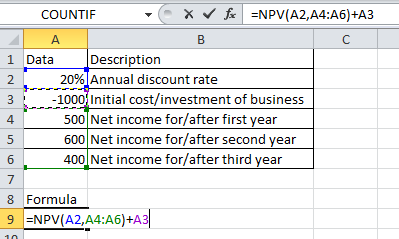 COUNTIF fx =NPV(A2,A4:A6)+A3
A B C
1 Data Description
2 20% Annual discount rate
3 -1000 Initial cost/investment of business
4 500 Net income for/after first year
5 600 Net income for/after second year
6 400 Net income for/after third year
7
8 Formula
9 =NPV(A2,A4:A6)+A3
10